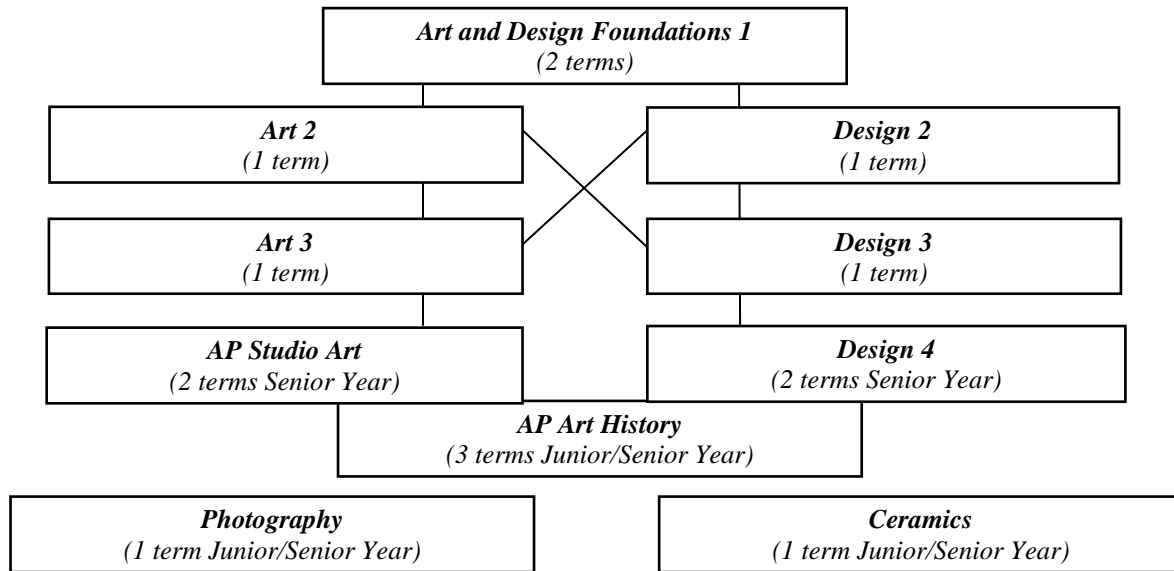 Art and Design Foundations 1
(2 terms)
Art 2
(1 term)
Design 2
(1 term)
Art 3
(1 term)
Design 3
(1 term)
AP Studio Art
(2 terms Senior Year)
Design 4
(2 terms Senior Year)
AP Art History
(3 terms Junior/Senior Year)
Photography
(1 term Junior/Senior Year)
Ceramics
(1 term Junior/Senior Year)